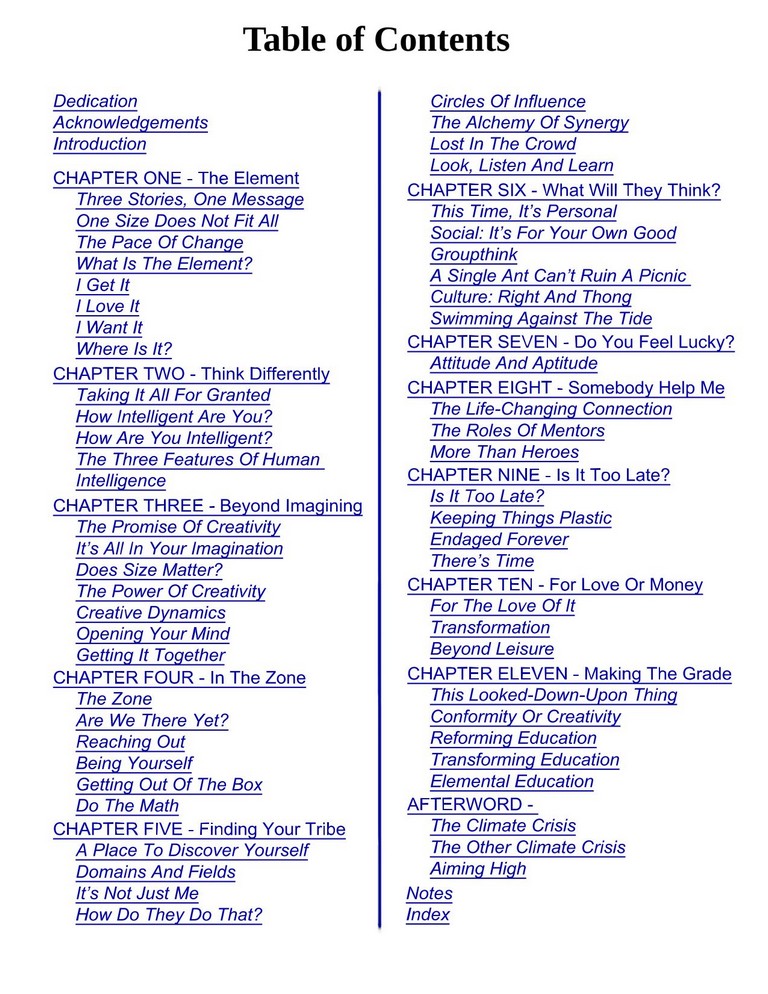 Table of Contents
Dedication
Acknowledgements
Introduction
CHAPTER ONE - The Element
Three Stories, One Message
One Size Does Not Fit All
The Pace Of Change
What Is The Element?
I Get It
I Love It
I Want It
Where Is It?
CHAPTER TWO - Think Differently
Taking It All For Granted
How Intelligent Are You?
How Are You Intelligent?
The Three Features Of Human
Intelligence
CHAPTER THREE - Beyond Imagining
The Promise Of Creativity
It's All In Your Imagination
Does Size Matter?
The Power Of Creativity
Creative Dynamics
Opening Your Mind
Getting It Together
CHAPTER FOUR - In The Zone
The Zone
Are We There Yet?
Reaching Out
Being Yourself
Getting Out Of The Box
Do The Math
CHAPTER FIVE - Finding Your Tribe
A Place To Discover Yourself
Domains And Fields
It's Not Just Me
How Do They Do That?
Circles Of Influence
The Alchemy Of Synergy
Lost In The Crowd
Look, Listen And Learn
CHAPTER SIX - What Will They Think?
This Time, It's Personal
Social: It's For Your Own Good
Groupthink
A Single Ant Can't Ruin A Picnic
Culture: Right And Thong
Swimming Against The Tide
CHAPTER SEVEN - Do You Feel Lucky?
Attitude And Aptitude
CHAPTER EIGHT - Somebody Help Me
The Life-Changing Connection
The Roles Of Mentors
More Than Heroes
CHAPTER NINE - Is It Too Late?
Is It Too Late?
Keeping Things Plastic
Endaged Forever
There's Time
CHAPTER TEN - For Love Or Money
For The Love Of It
Transformation
Beyond Leisure
CHAPTER ELEVEN - Making The Grade
This Looked-Down-Upon Thing
Conformity Or Creativity
Reforming Education
Transforming Education
Elemental Education
AFTERWORD -
The Climate Crisis
The Other Climate Crisis
Aiming High
Notes
Index